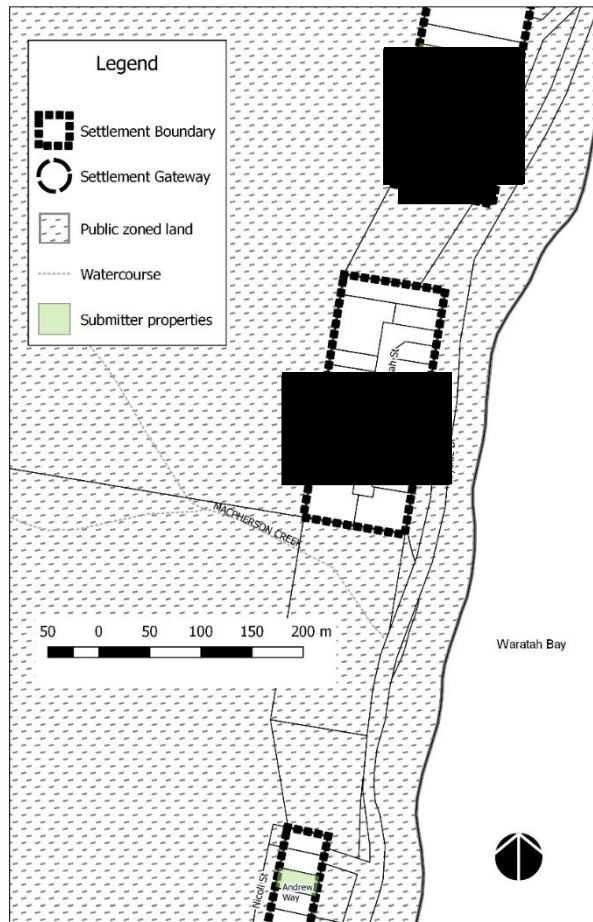 Legend
Settlement Boundary
Settlement Gateway
Public zoned land
Watercourse
Submitter properties
MACPHERSON CREEK
50 0 50 100 150 200 m
Waratah Bay
Nicoll St
Andrew
Way